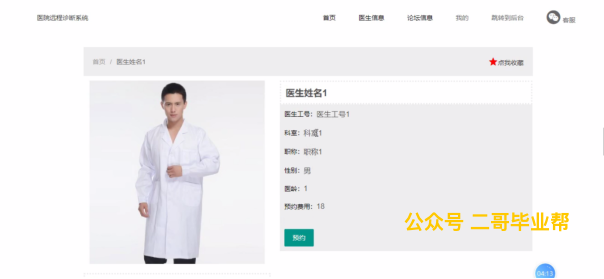 医院远程诊断系统
首页 医生信息 论坛信息 我的 跳转到后台 客服
首页 / 医生姓名1
点我收藏
医生姓名1
医生工号：医生工号1
科室：科室1
职称：职称1
性别：男
医龄：1
预约费用：18
预约
公众号 二哥毕业帮
04:13